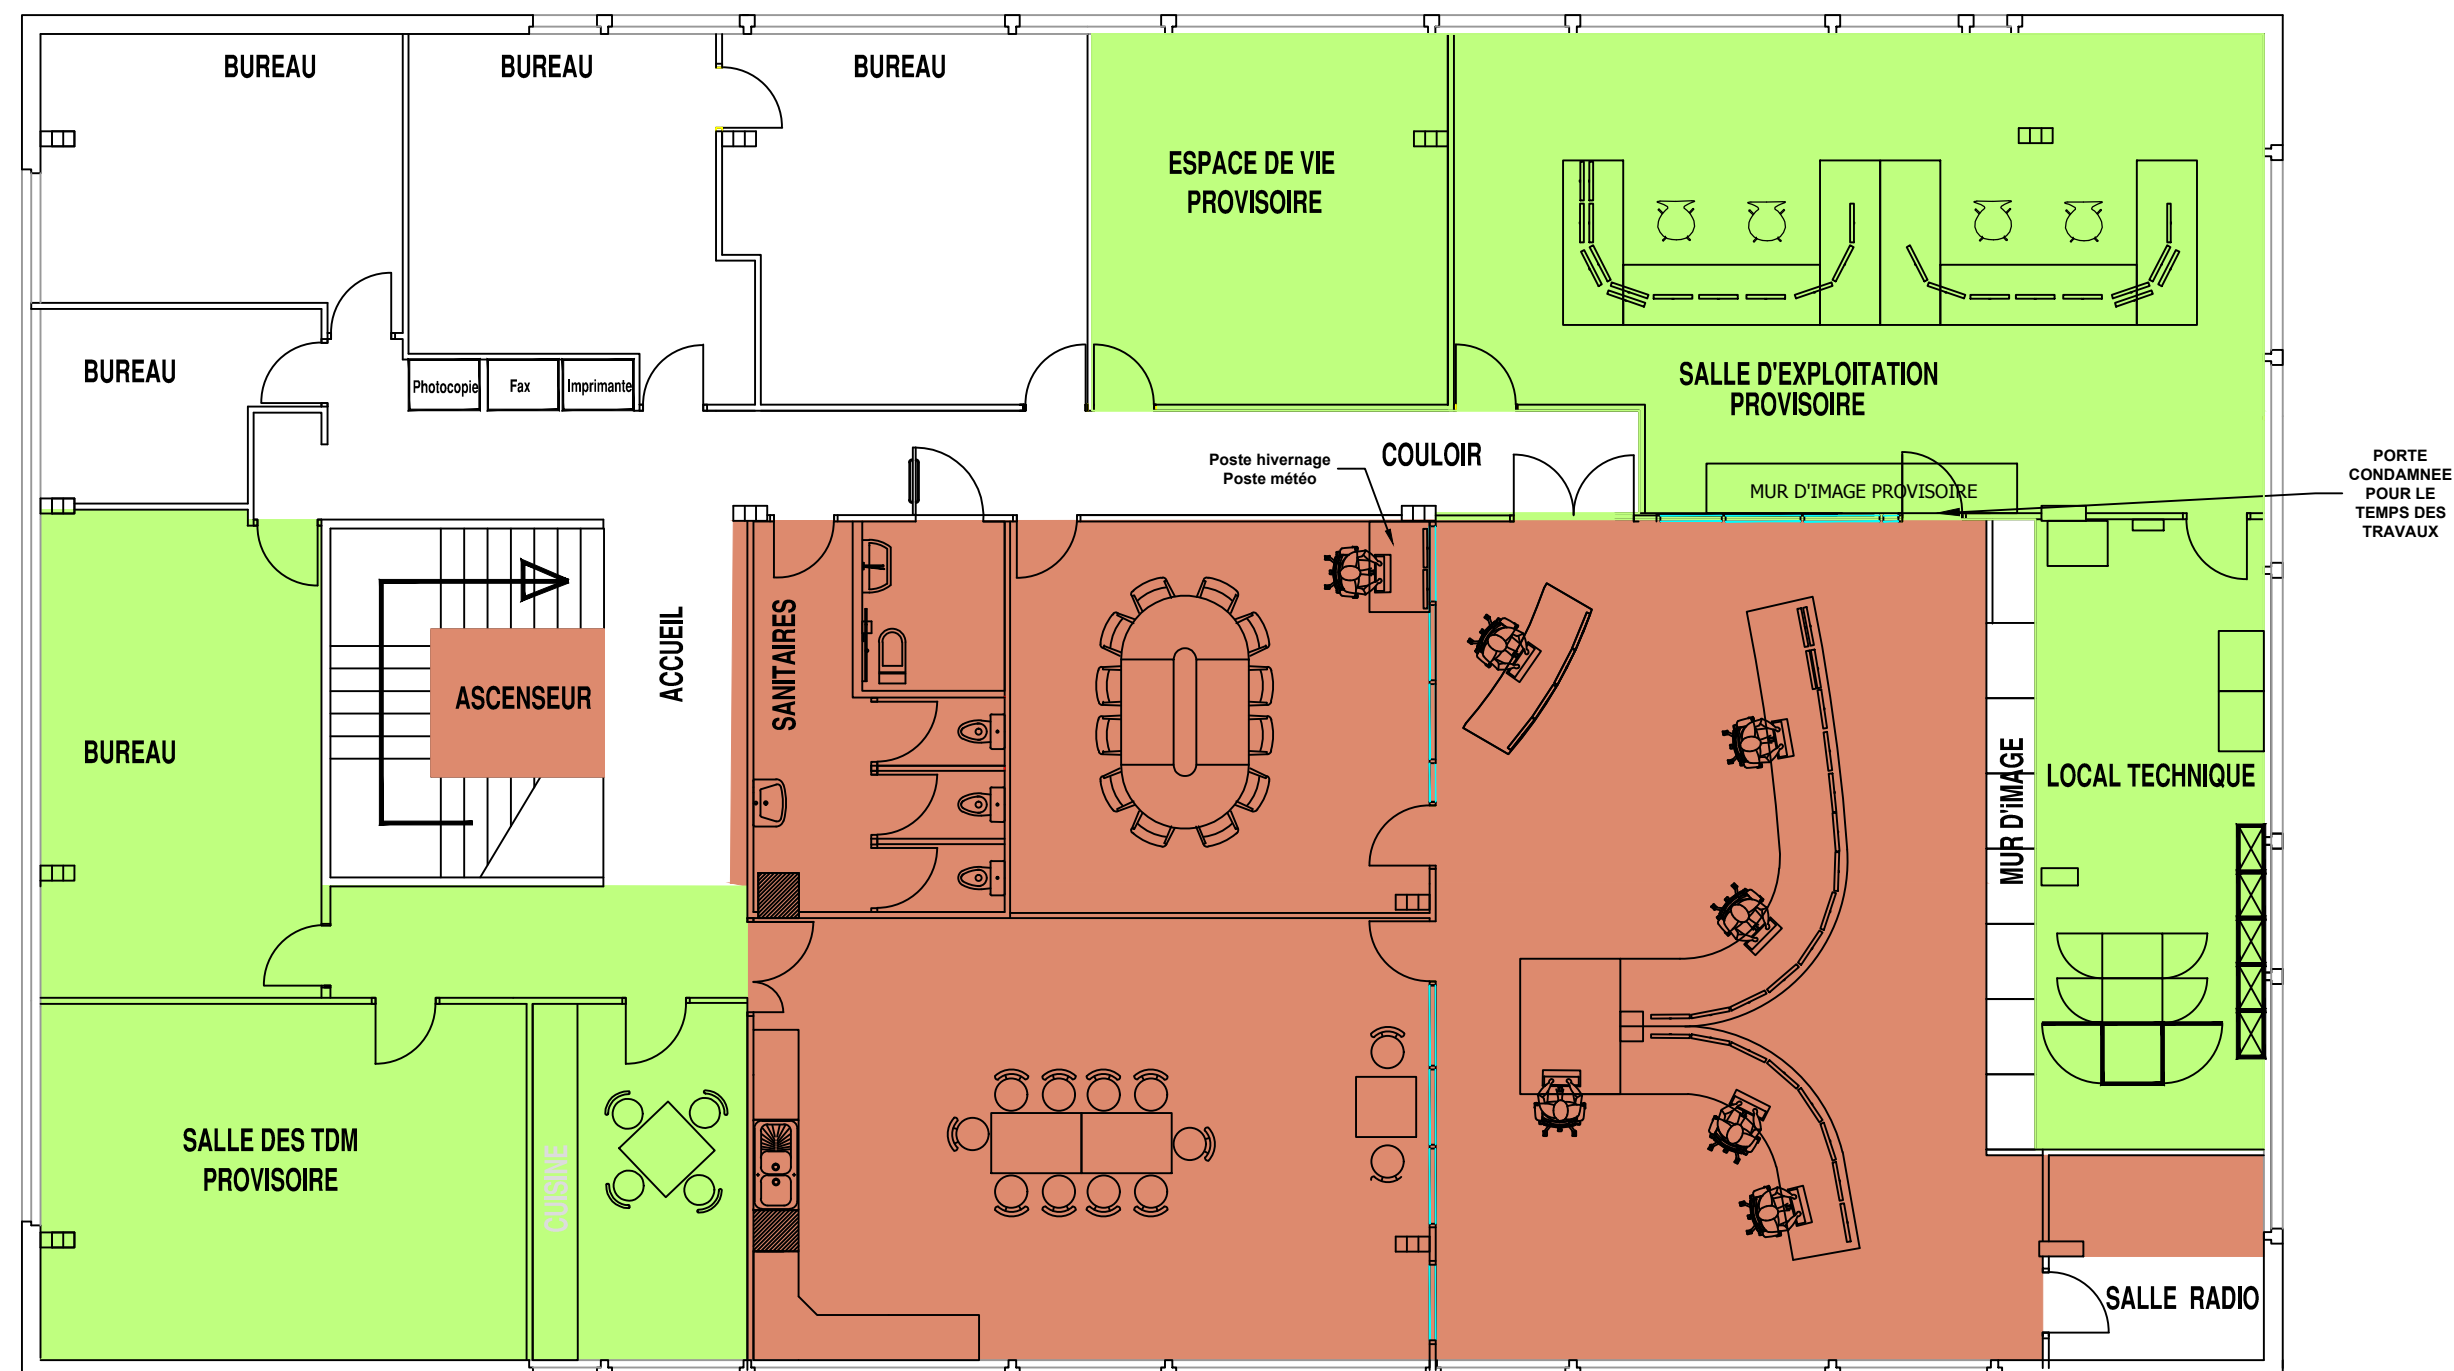 BUREAU
BUREAU
BUREAU
ESPACE DE VIE
PROVISOIRE
BUREAU
Photocopie
Fax
Imprimante
SALLE D'EXPLOITATION
PROVISOIRE
COULOIR
Poste hivernage
Poste météo
MUR D'IMAGE PROVISOIRE
PORTE
CONDAMNEE
POUR LE
TEMPS DES
TRAVAUX
ACCUEIL
SANITAIRES
ASCENSEUR
BUREAU
MUR D'iMAGE
LOCAL TECHNIQUE
SALLE DES TDM
PROVISOIRE
CUISINE
SALLE RADIO